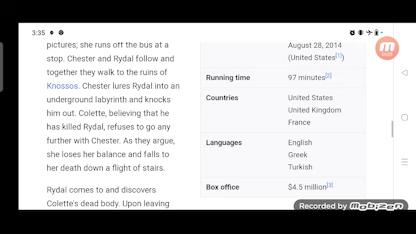 3:35
pictures; she runs off the bus at a
stop. Chester and Rydal follow and
together they walk to the ruins of
Knossos. Chester lures Rydal into an
underground labyrinth and knocks
him out. Colette, believing that he
has killed Rydal, refuses to go any
further with Chester. As they argue,
she loses her balance and falls to
her death down a flight of stairs.
Rydal comes to and discovers
Colette's dead body. Upon leaving
August 28, 2014
(United States[1])
Running time 97 minutes[2]
Countries United States
United Kingdom
France
Languages English
Greek
Turkish
Box office $4.5 million[3]
Recorded by mobizen